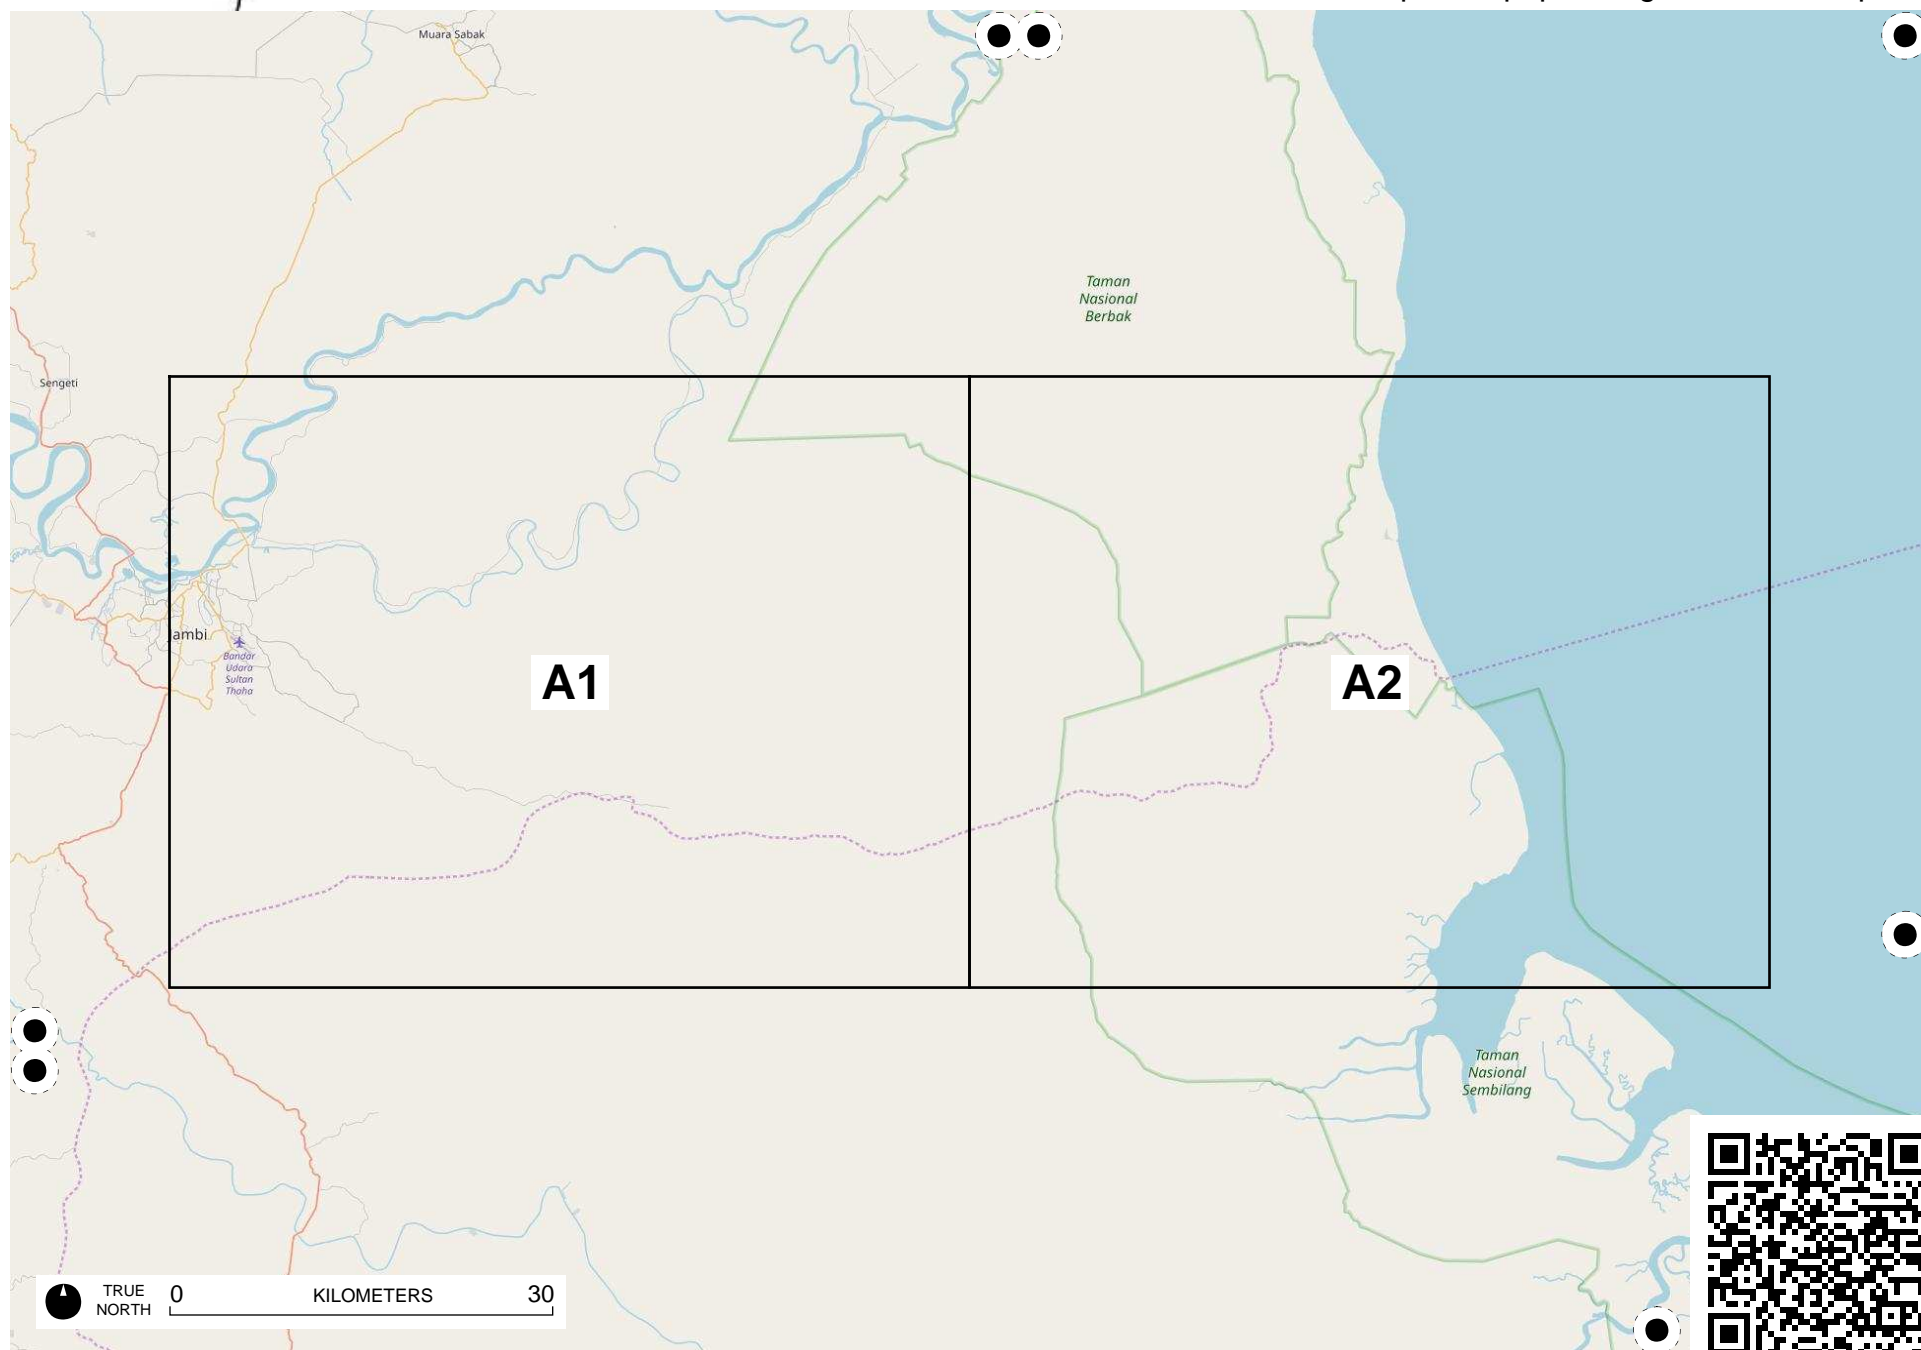 Muara Sabak
Taman
Nasional
Berbak
Sengeti
Jambi
Bandar
Udara
Sultan
Thaha
A1
A2
Taman
Nasional
Sembilang
TRUE
NORTH
0
KILOMETERS
30